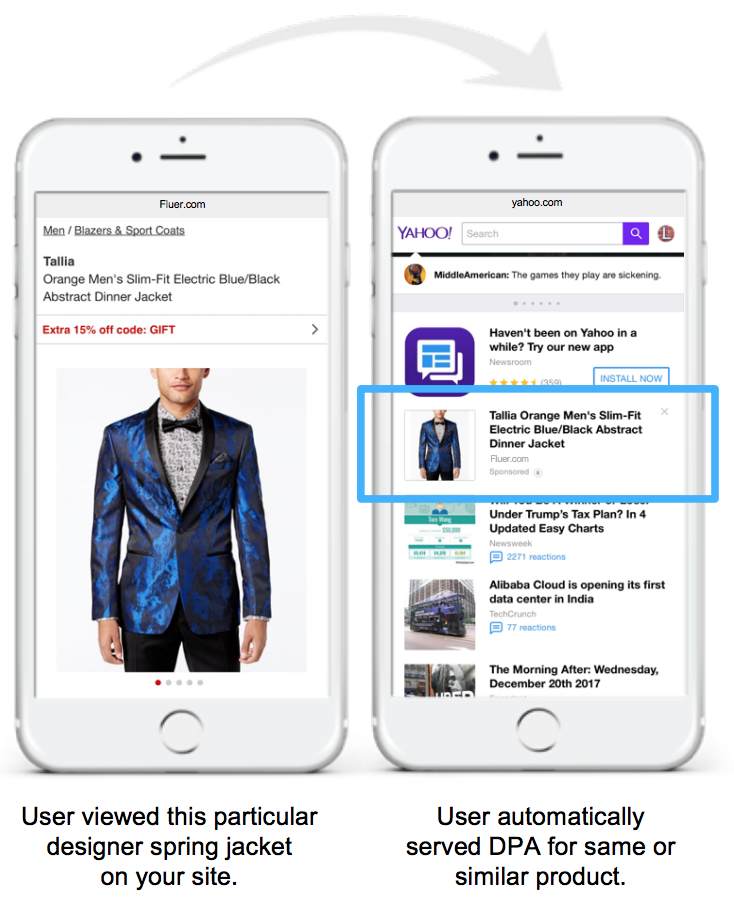 Fluer.com
Men / Blazers & Sport Coats
Tallia
Orange Men's Slim-Fit Electric Blue/Black
Abstract Dinner Jacket
Extra 15% off code: GIFT
User viewed this particular
designer spring jacket
on your site.
yahoo.com
YAHOO!
Search
MiddleAmerican: The games they play are sickening.
Haven't been on Yahoo in a
while? Try our new app
Newsroom
(359)
INSTALL NOW
Tallia Orange Men's Slim-Fit
Electric Blue/Black Abstract
Dinner Jacket
Fluer.com
Sponsored
Under Trump's Tax Plan? In 4
Updated Easy Charts
Newsweek
2271 reactions
Alibaba Cloud is opening its first
data center in India
TechCrunch
77 reactions
The Morning After: Wednesday,
December 20th 2017
User automatically
served DPA for same or
similar product.